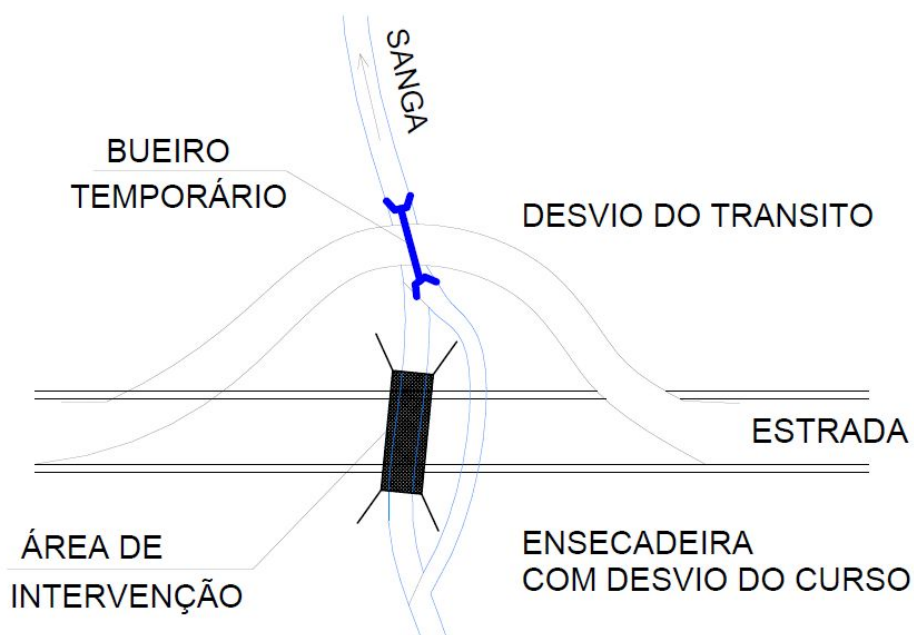 SANGA
BUEIRO
TEMPORÁRIO
DESVIO DO TRANSITO
ESTRADA
ÁREA DE
INTERVENÇÃO
ENSECADEIRA
COM DESVIO DO CURSO